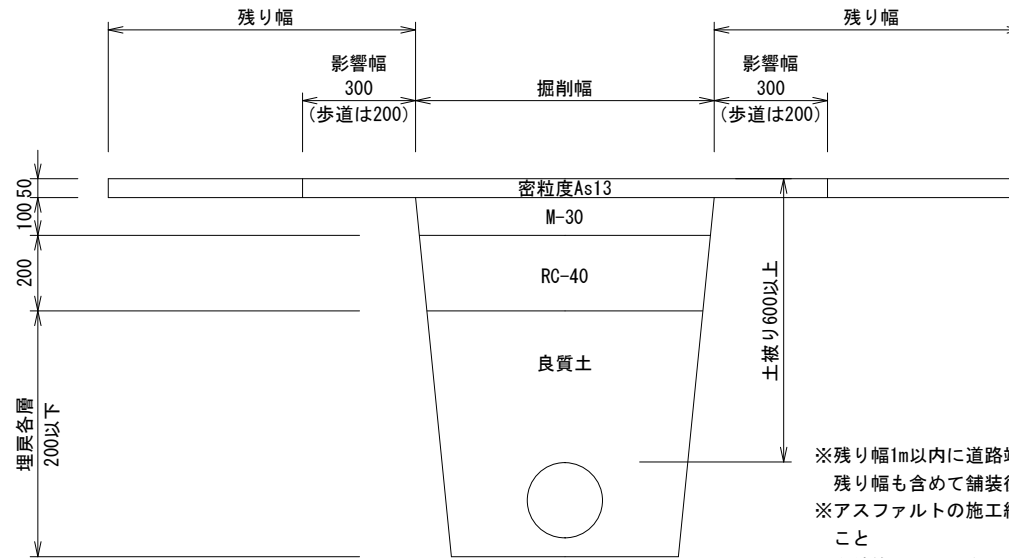 残り幅
残り幅
影響幅
300
(歩道は200)
掘削幅
影響幅
300
(歩道は200)
50
密粒度As13
100
M-30
200
RC-40
土被り600以上
良質土
埋戻各層
200以下
※残り幅1m以内に道路
残り幅も含めて舗装
※アスファルトの施工
こと